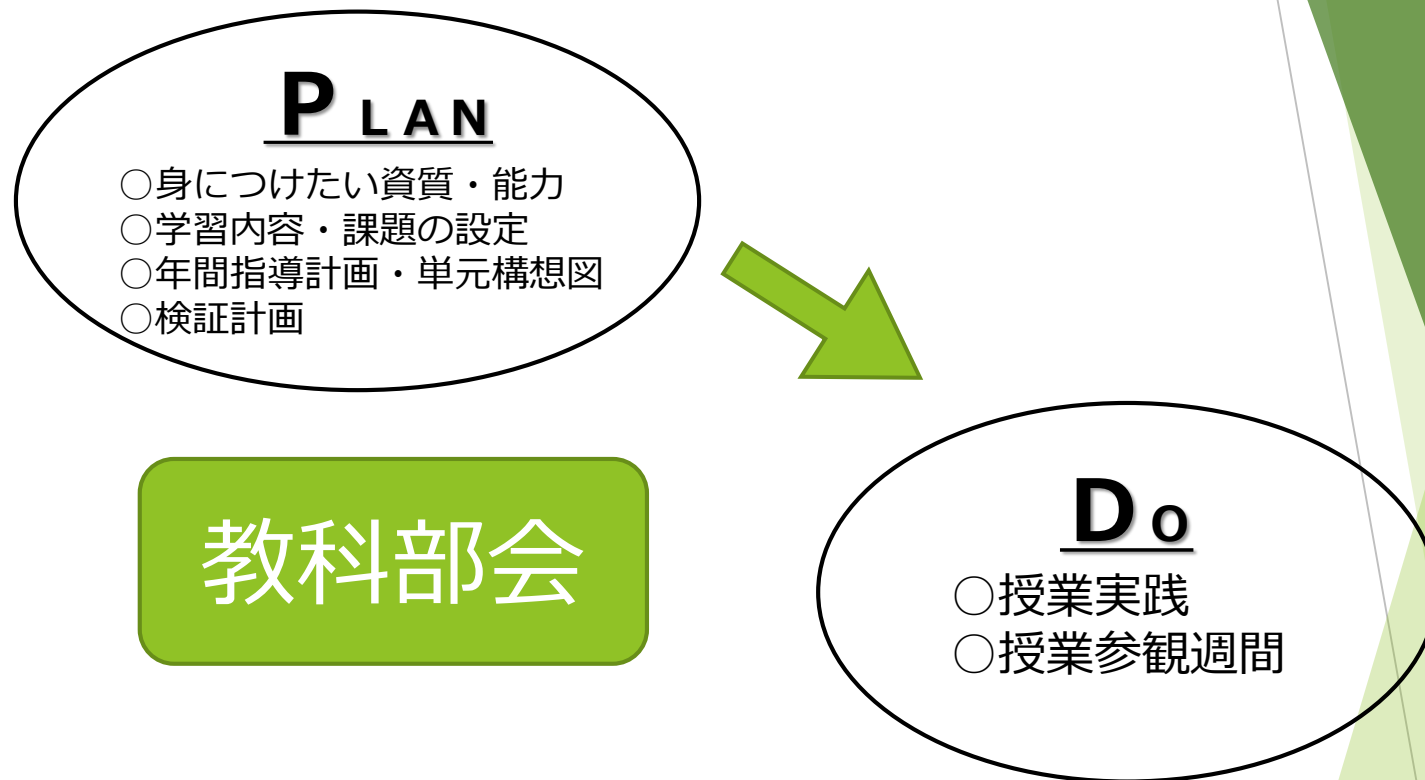 PLAN
○身につけたい資質・能力
○学習内容・課題の設定
○年間指導計画・単元構想図
○検証計画
教科部会
Do
○授業実践
○授業参観週間